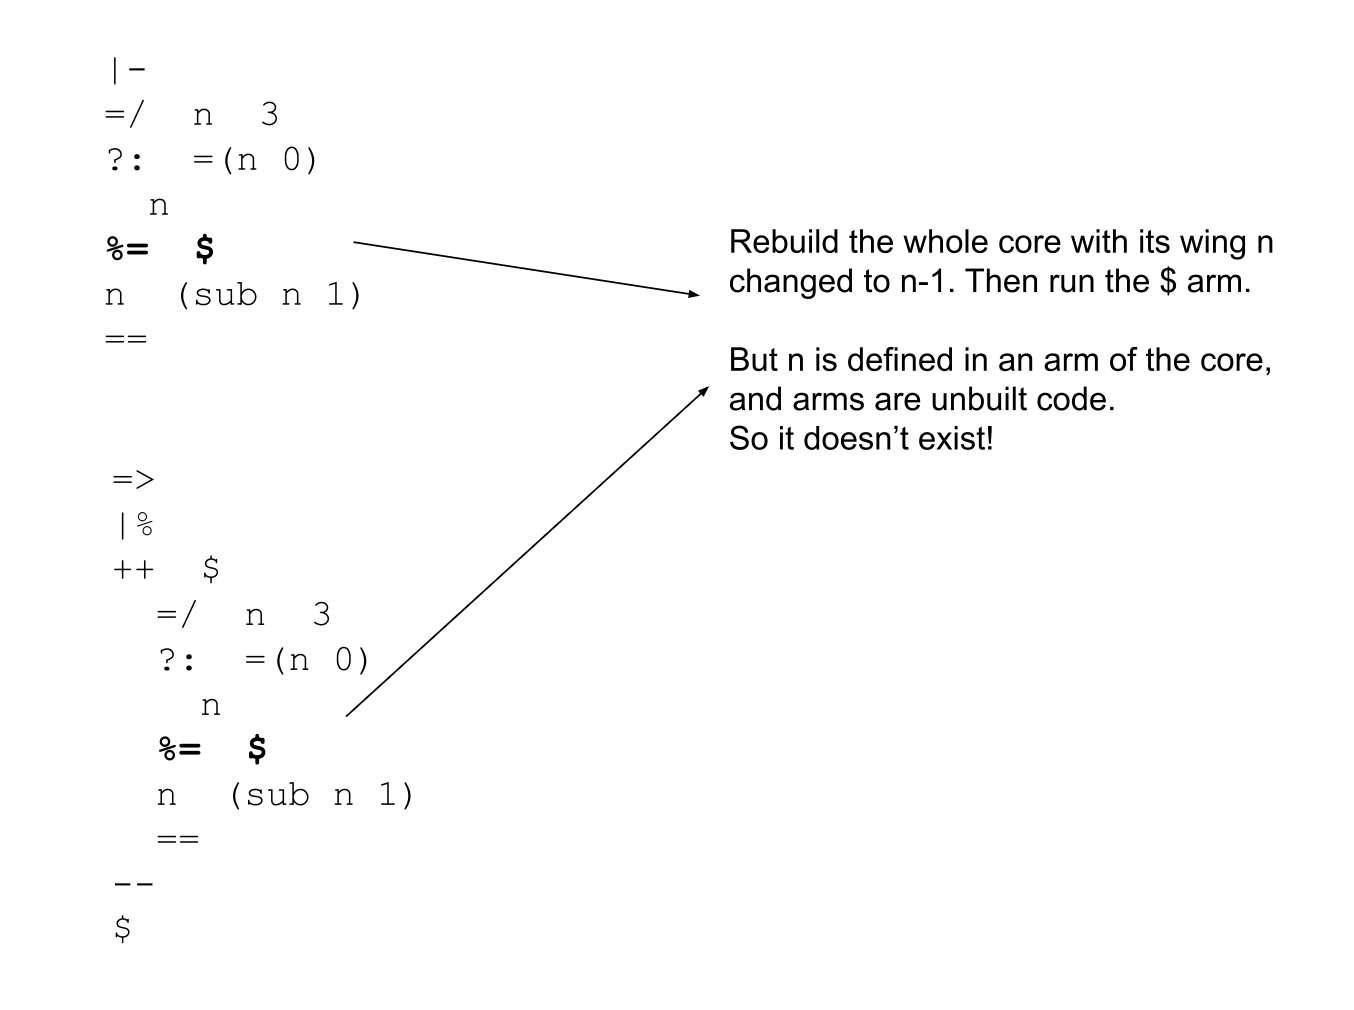 |-
=/  n  3
?:  =(n 0)
  n
%=  $
n  (sub n 1)
==
Rebuild the whole core with its wing n
changed to n-1. Then run the $ arm.
But n is defined in an arm of the core,
and arms are unbuilt code.
So it doesn’t exist!
=>
|%
++  $
  =/  n  3
  ?:  =(n 0)
    n
  %=  $
  n  (sub n 1)
  ==
--
$